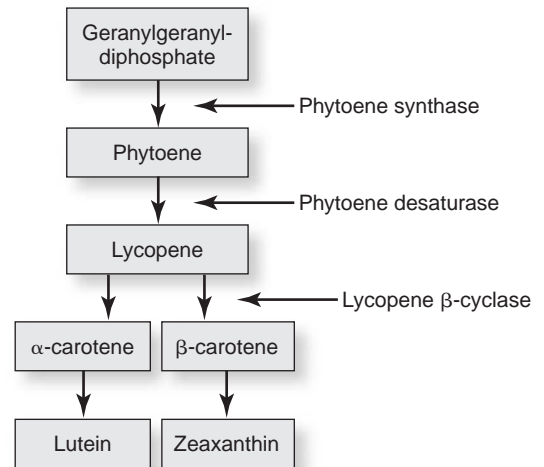 Geranylgeranyl-
diphosphate
Phytoene synthase
Phytoene
Phytoene desaturase
Lycopene
Lycopene β-cyclase
α-carotene
β-carotene
Lutein
Zeaxanthin